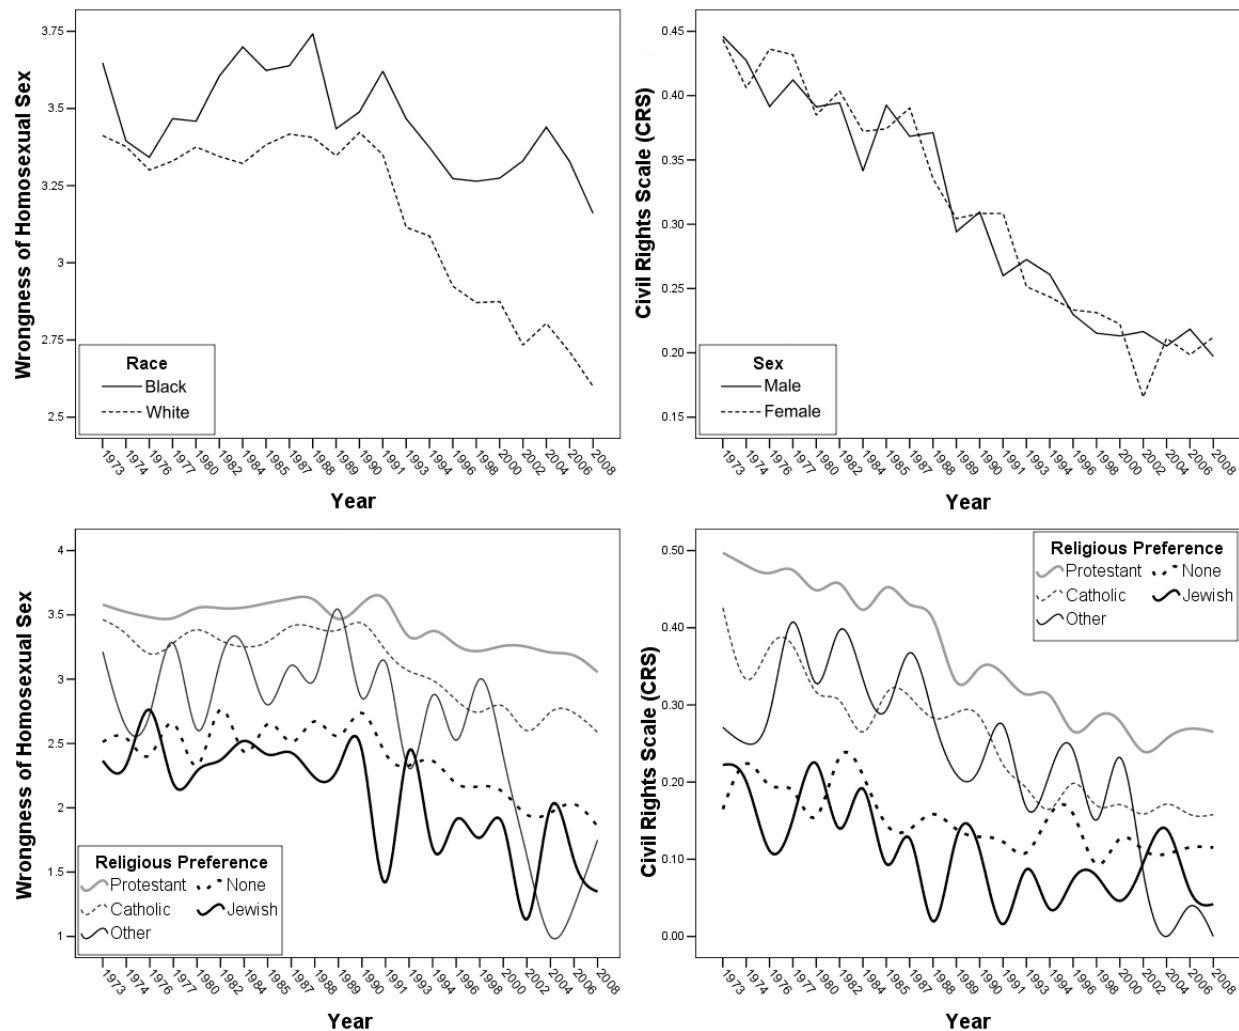 3.75
3.5
3.25
3
2.75
2.5
Wrongness of Homosexual Sex
Race
Black
White
1973 1974 1976 1977 1980 1982 1984 1985 1987 1988 1989 1990 1991 1993 1994 1996 1998 2000 2002 2004 2006 2008
Year
0.45
0.40
0.35
0.30
0.25
0.20
0.15
Civil Rights Scale (CRS)
Sex
Male
Female
1973 1974 1976 1977 1980 1982 1984 1985 1987 1988 1989 1990 1991 1993 1994 1996 1998 2000 2002 2004 2006 2008
Year
4
3.5
3
2.5
2
1.5
1
Wrongness of Homosexual Sex
Religious Preference
Protestant None
Catholic Jewish
Other
1973 1974 1976 1977 1980 1982 1984 1985 1987 1988 1989 1990 1991 1993 1994 1996 1998 2000 2002 2004 2006 2008
Year
0.50
0.40
0.30
0.20
0.10
0.00
Civil Rights Scale (CRS)
Religious Preference
Protestant None
Catholic Jewish
Other
1973 1974 1976 1977 1980 1982 1984 1985 1987 1988 1989 1990 1991 1993 1994 1996 1998 2000 2002 2004 2006 2008
Year